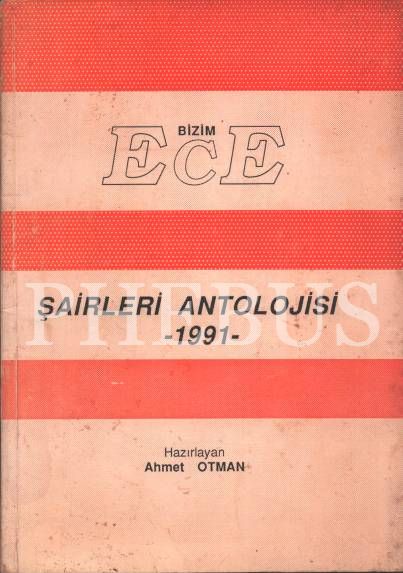 BİZİM
ECE
ŞAİRLERİ ANTOLOJİSİ
-1991-
PHEBUS
Hazırlayan
Ahmet OTMAN